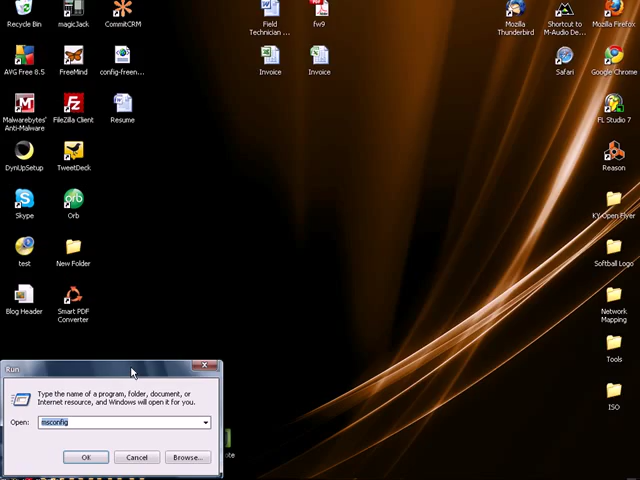 Recycle Bin
magicJack
CommitCRM
Field
Technician ...
fw9
Mozilla
Thunderbird
Shortcut to
M-Audio De...
Mozilla Firefox
AVG Free 8.5
FreeMind
config-freen...
Invoice
Invoice
Safari
Google Chrome
Malwarebytes'
Anti-Malware
FileZilla Client
Resume
FL Studio 7
DynUpSetup
TweetDeck
Reason
Skype
Orb
KY-Open Flyer
test
New Folder
Softball Logo
Blog Header
Smart PDF
Converter
Network
Mapping
Tools
ISO
Run
Type the name of a program, folder, document, or
Internet resource, and Windows will open it for you.
Open:
msconfig
OK
Cancel
Browse...